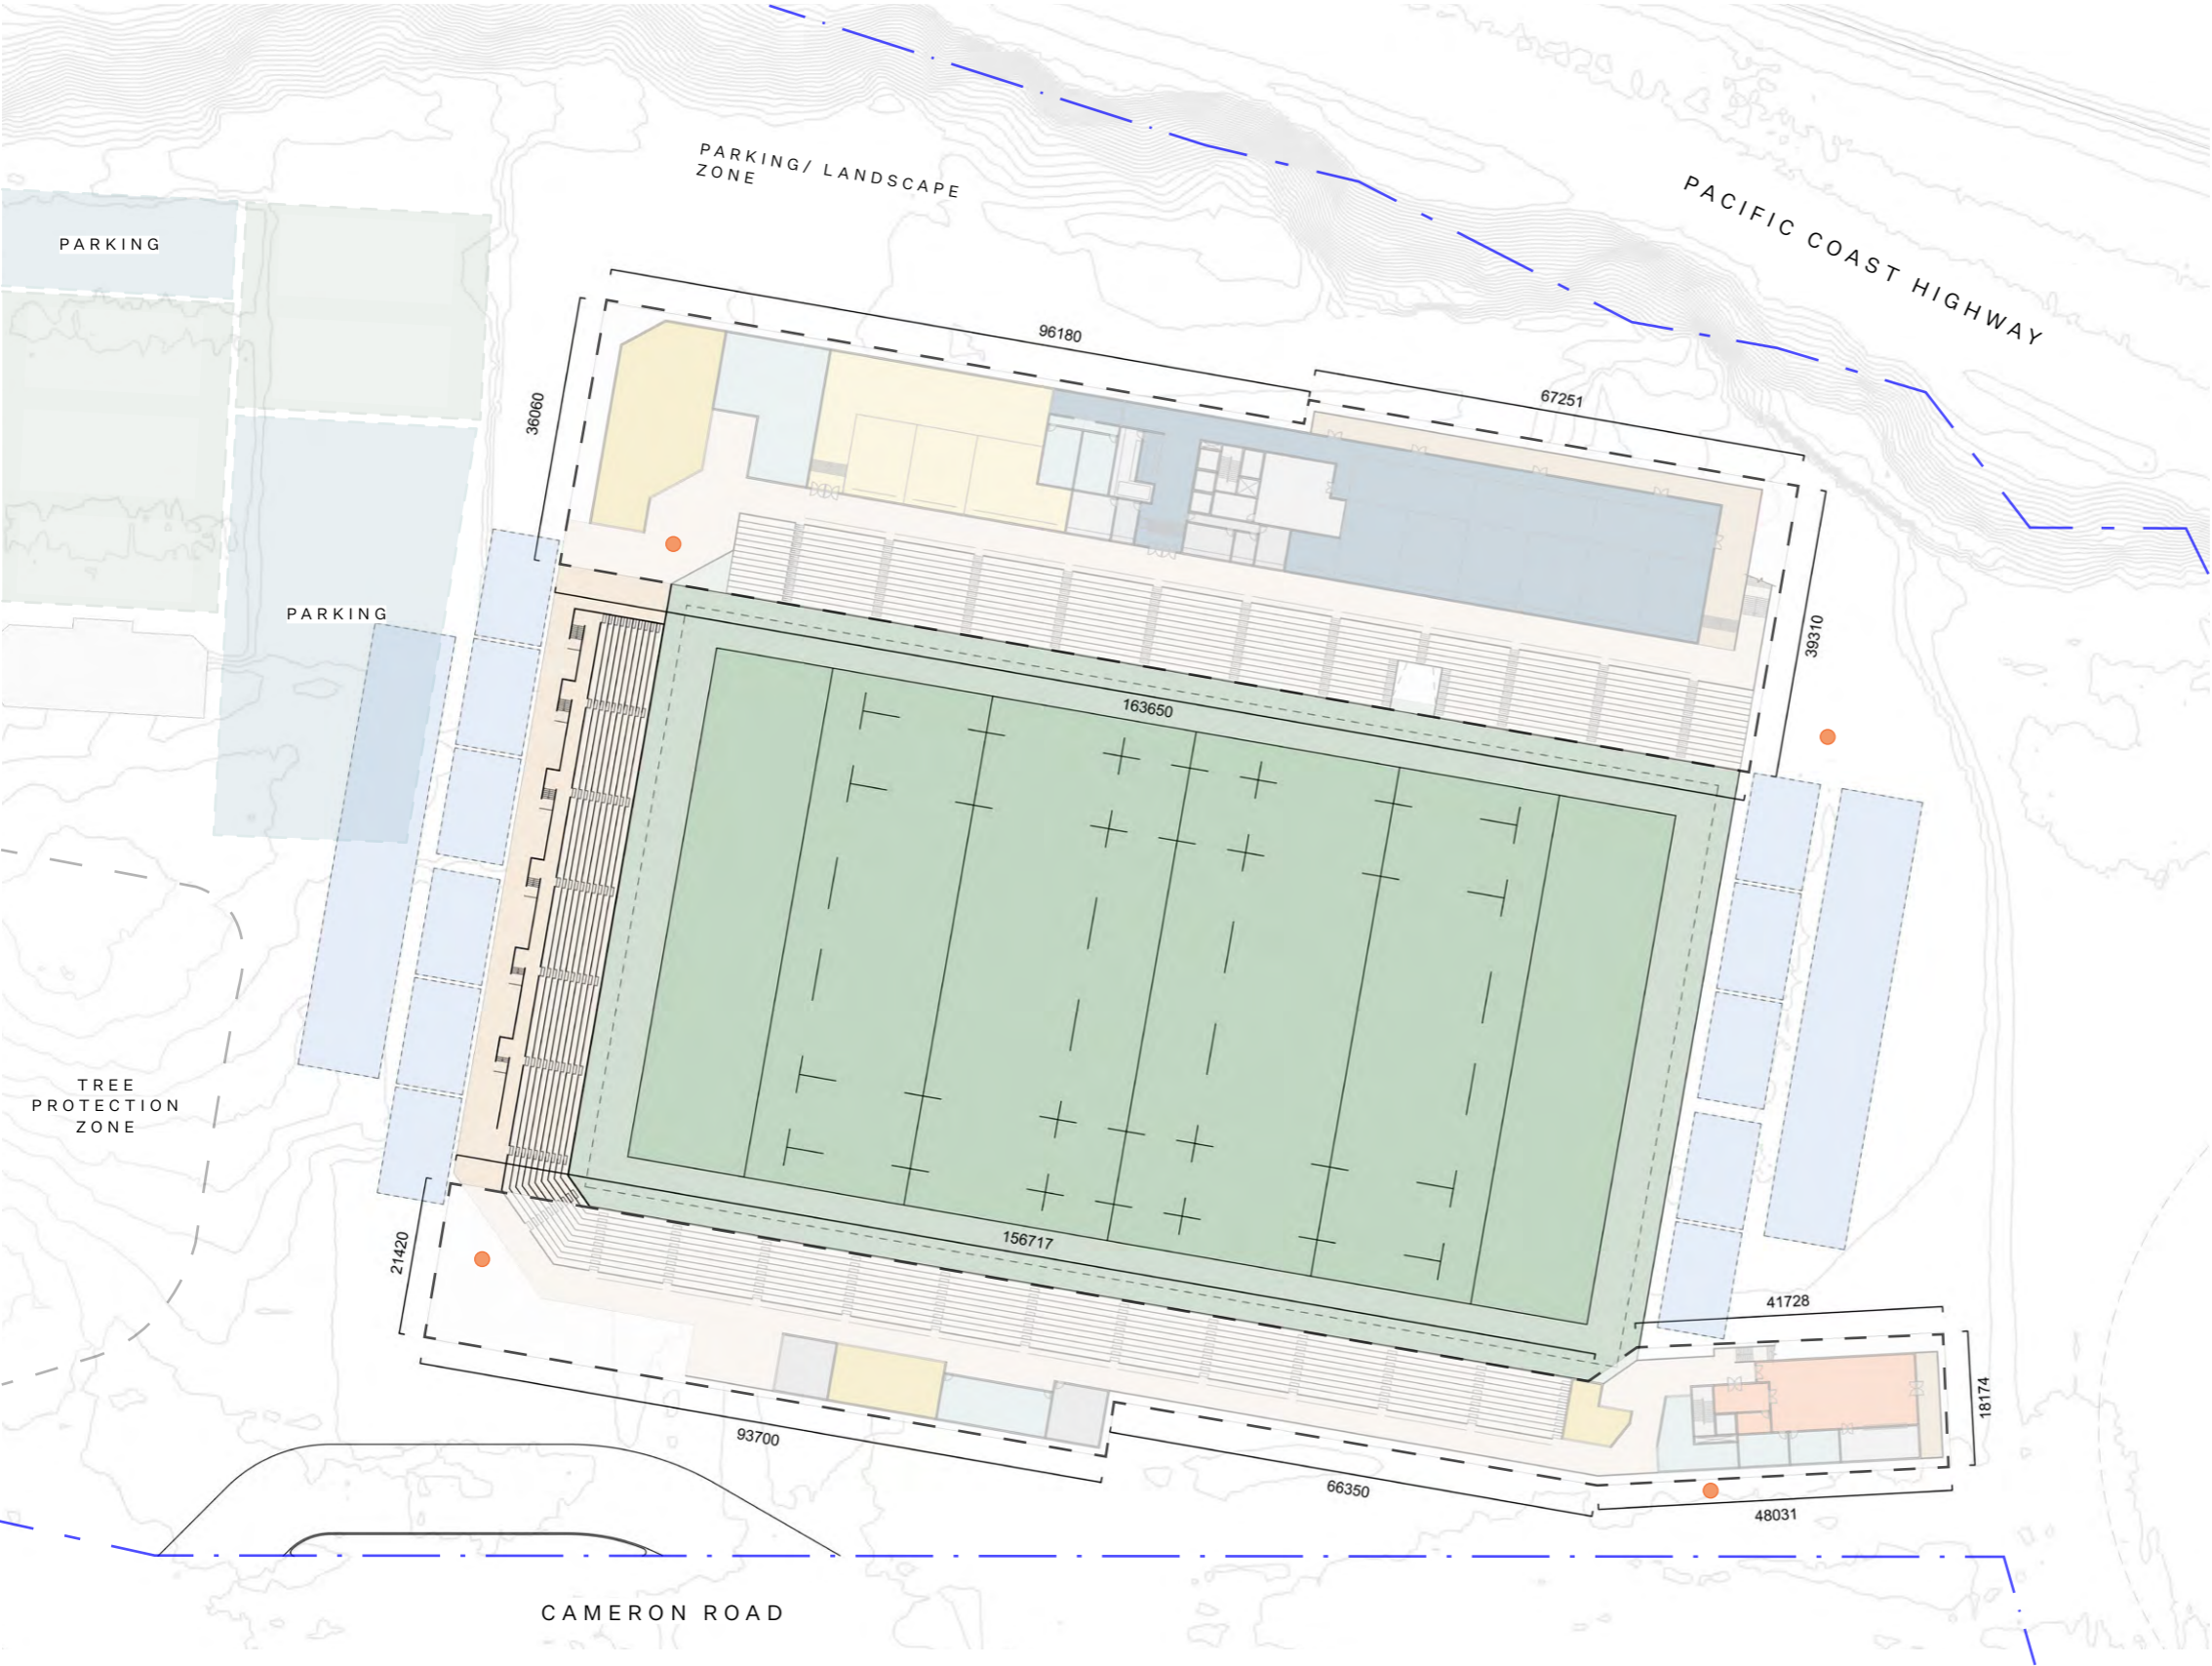 PARKING/ LANDSCAPE
ZONE
PACIFIC COAST HIGHWAY
PARKING
96180
67251
36060
PARKING
39310
163650
TREE
PROTECTION
ZONE
21420
156717
41728
18174
93700
66350
48031
CAMERON ROAD